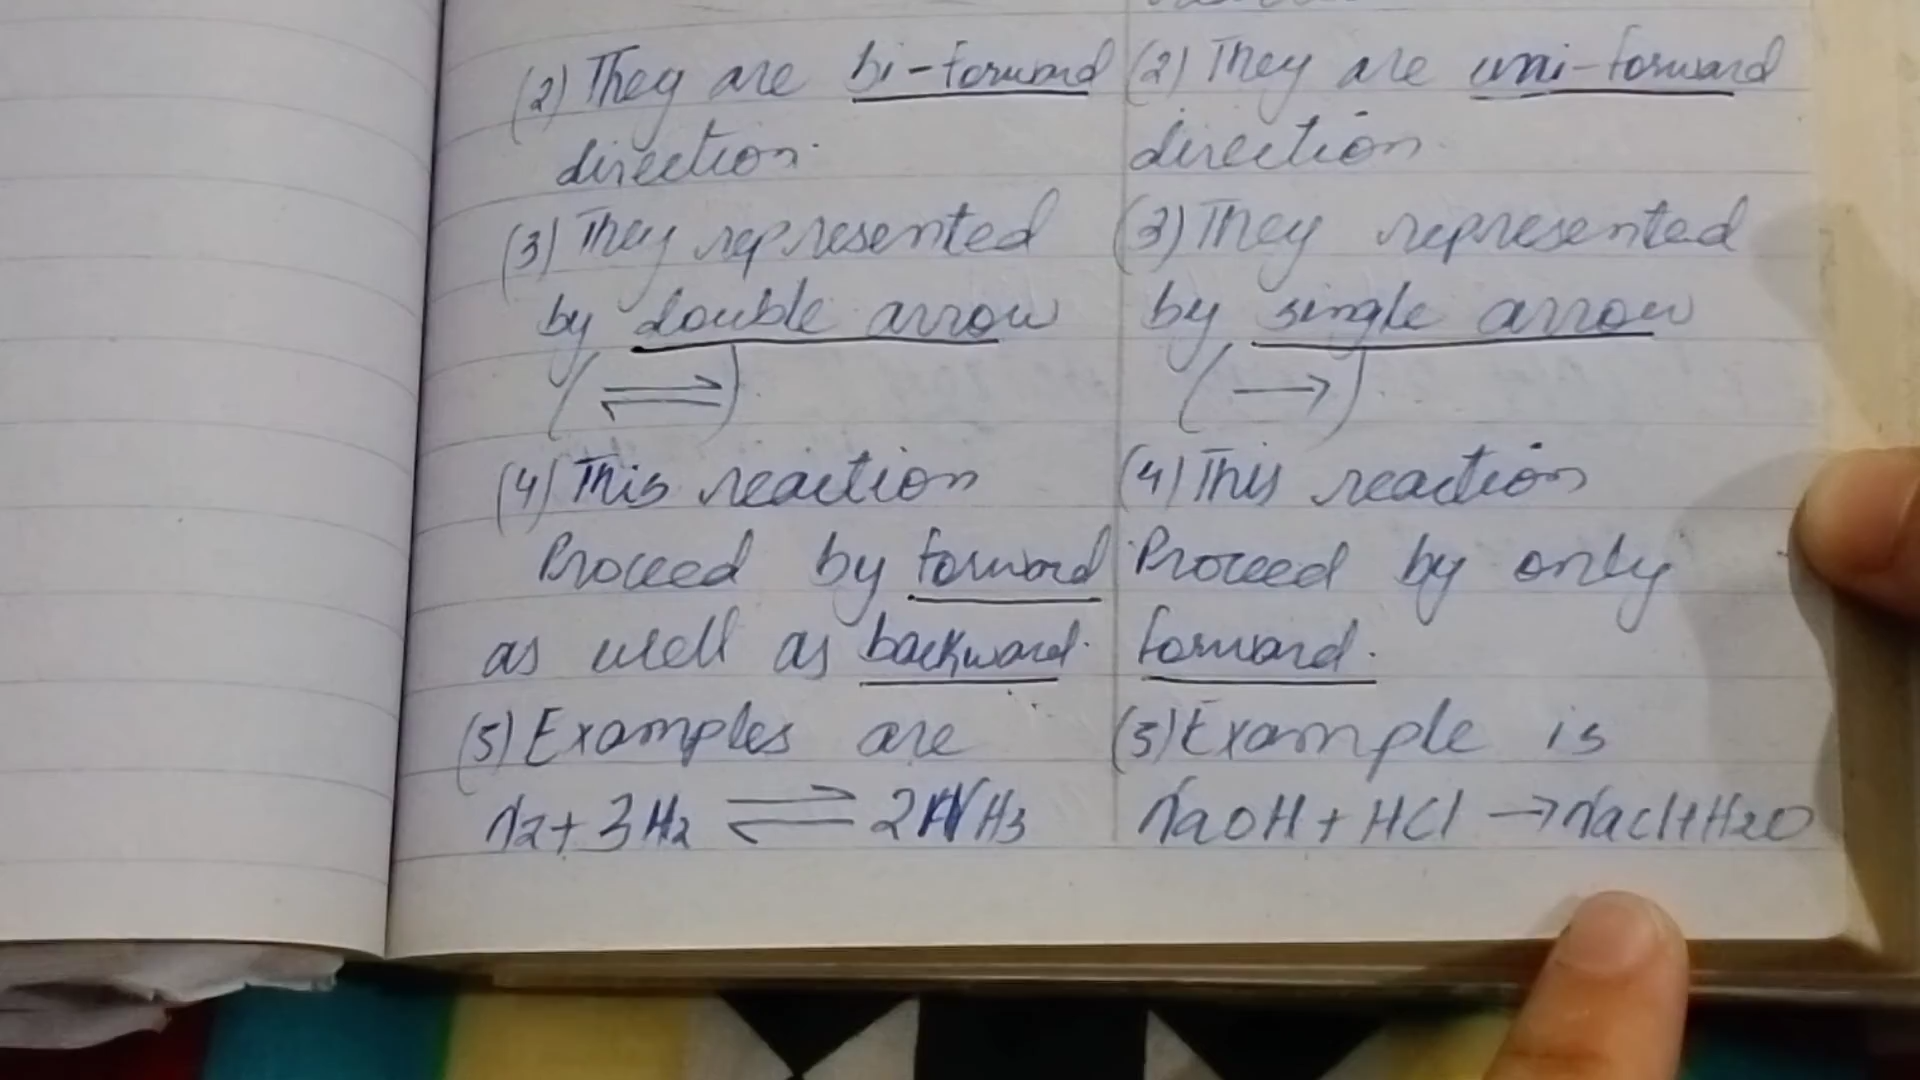 (2) They are bi-forward
direction.
(3) They represented
by double arrow
(⇌)
(4) This reaction
Proceed by forward
as well as backward.
(5) Examples are
N2+ 3H2 ⇌ 2NH3
(2) They are uni-forward
direction.
(3) They represented
by single arrow
(→)
(4) This reaction
Proceed by only
forward.
(5) Example is
NaOH + HCl → NaCl+H2O